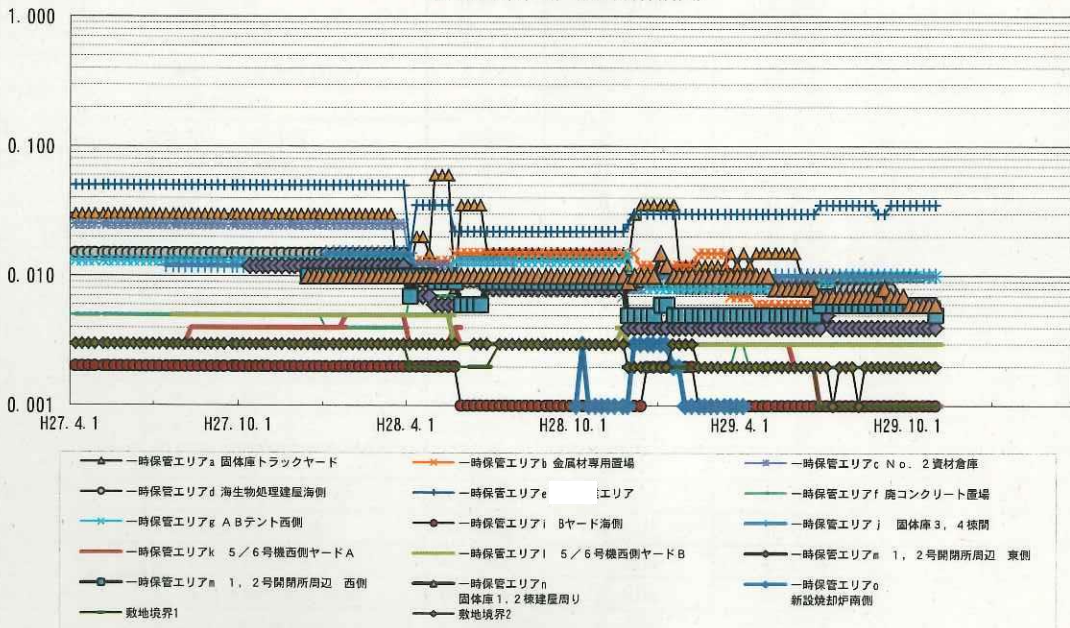 1.000
0.100
0.010
0.001
H27.4.1
H27.10.1
H28.4.1
H28.10.1
H29.4.1
H29.10.1
一時保管エリアa 固体庫トラックヤード
一時保管エリアb 金属材専用置場
一時保管エリアc No.2資材倉庫
一時保管エリアd 海生物処理建屋海側
一時保管エリアe エリア
一時保管エリアf 廃コンクリート置場
一時保管エリアg ABテント西側
一時保管エリアi Bヤード海側
一時保管エリアj 固体庫3,4棟間
一時保管エリアk 5/6号機西側ヤードA
一時保管エリアl 5/6号機西側ヤードB
一時保管エリアm 1,2号開閉所周辺 東側
一時保管エリアm 1,2号開閉所周辺 西側
一時保管エリアn
固体庫1,2棟建屋周り
一時保管エリアo
新設焼却炉南側
敷地境界1
敷地境界2